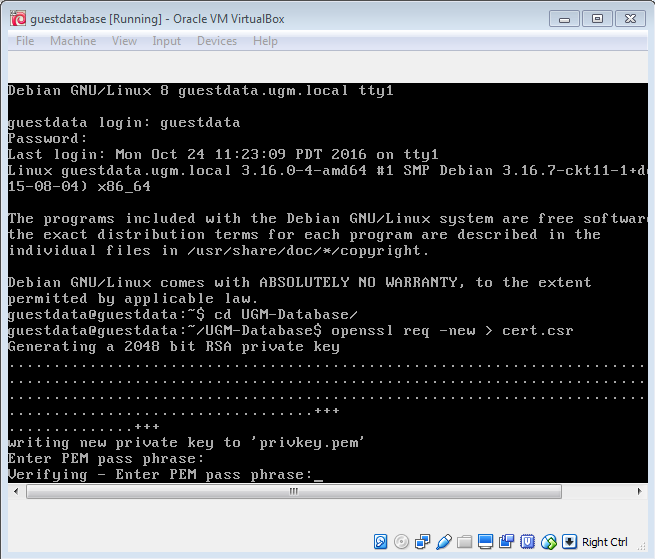 guestdatabase [Running] - Oracle VM VirtualBox
File Machine View Input Devices Help
Debian GNU/Linux 8 guestdata.ugm.local tty1
guestdata login: guestdata
Password:
Last login: Mon Oct 24 11:23:09 PDT 2016 on tty1
Linux guestdata.ugm.local 3.16.0-4-amd64 #1 SMP Debian 3.16.7-ckt11-1+de
15-08-04) x86_64
The programs included with the Debian GNU/Linux system are free software
the exact distribution terms for each program are described in the
individual files in /usr/share/doc/*/copyright.
Debian GNU/Linux comes with ABSOLUTELY NO WARRANTY, to the extent
permitted by applicable law.
guestdata@guestdata:~$ cd UGM-Database/
guestdata@guestdata:~/UGM-Database$ openssl req -new > cert.csr
Generating a 2048 bit RSA private key
................................................................................
................................................................................
................................................................................
.......................................+++
................+++
writing new private key to 'privkey.pem'
Enter PEM pass phrase:
Verifying - Enter PEM pass phrase:_
Right Ctrl